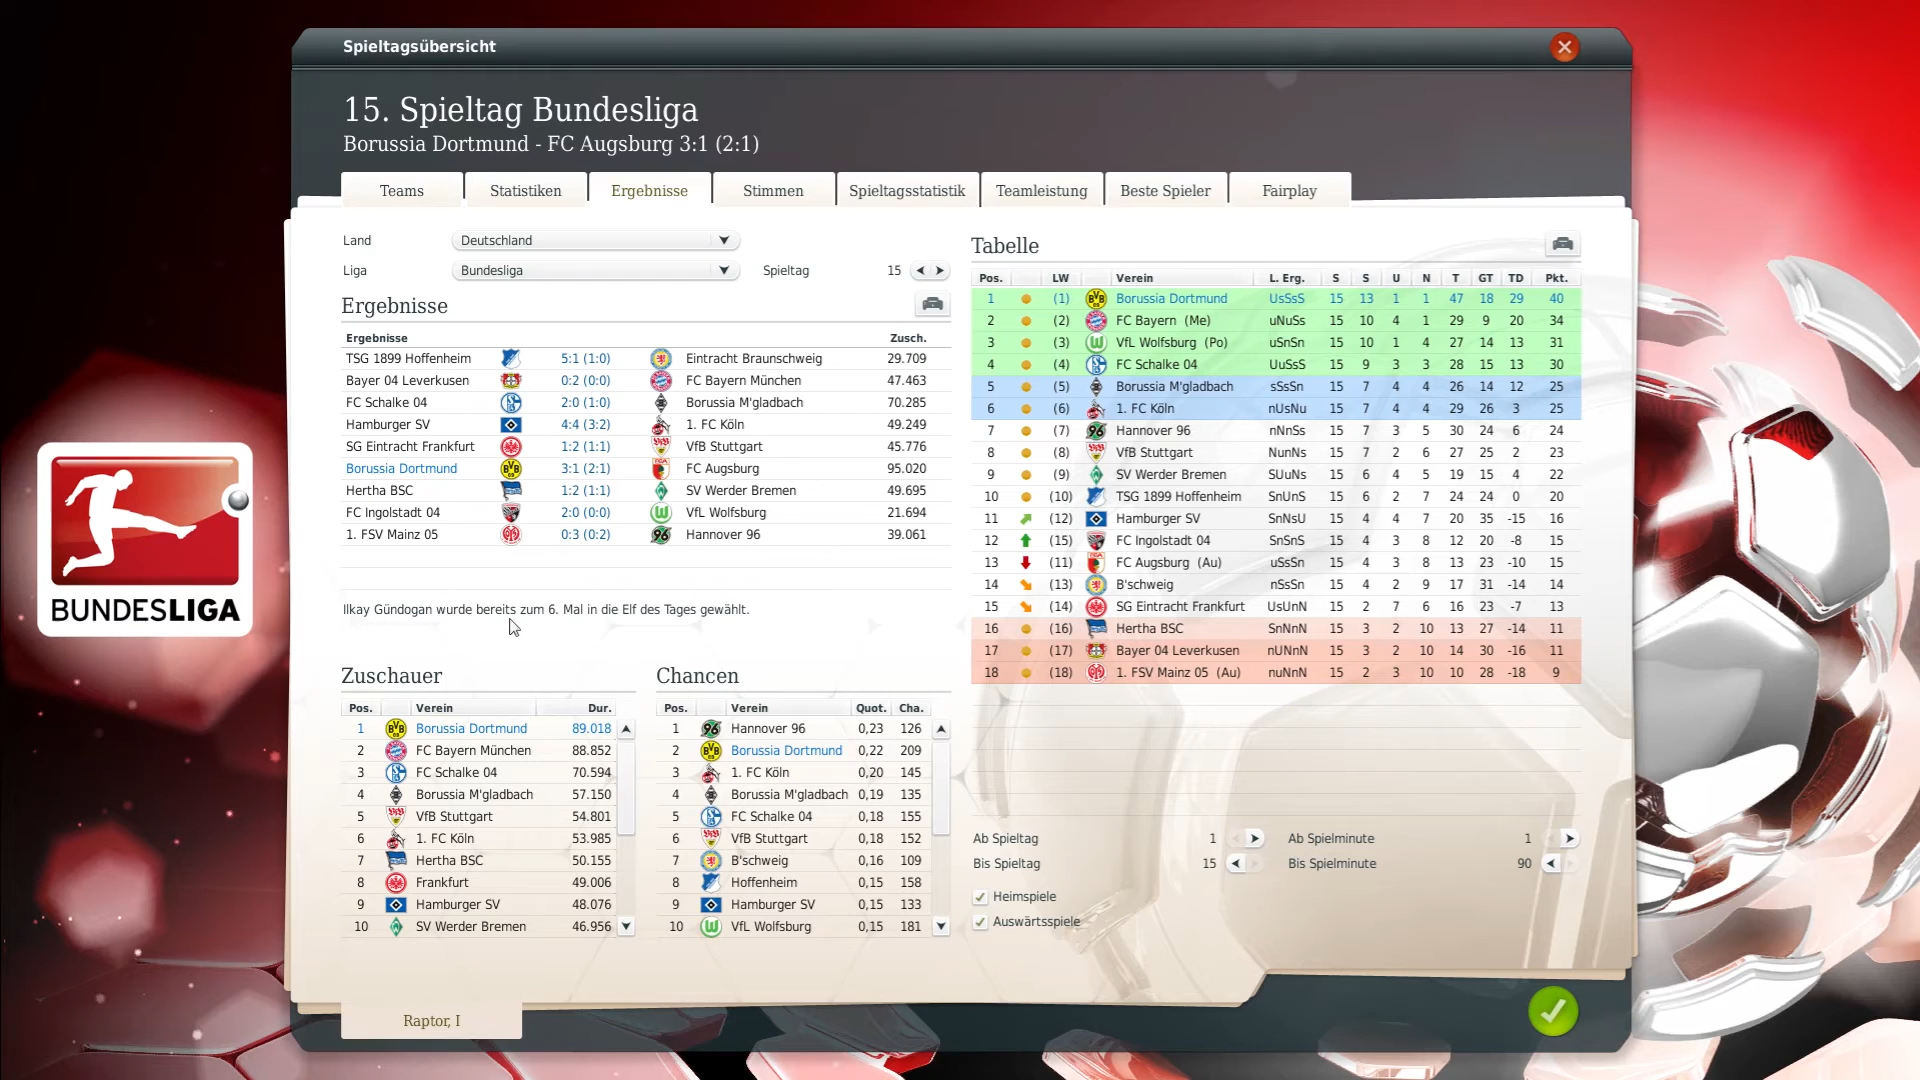 Spieltagsübersicht
15. Spieltag Bundesliga
Borussia Dortmund - FC Augsburg 3:1 (2:1)
Teams Statistiken Ergebnisse Stimmen Spieltagsstatistik Teamleistung Beste Spieler Fairplay
Land Deutschland
Liga Bundesliga Spieltag 15
Ergebnisse
Ergebnisse Zusch.
TSG 1899 Hoffenheim 5:1 (1:0) Eintracht Braunschweig 29.709
Bayer 04 Leverkusen 0:2 (0:0) FC Bayern München 47.463
FC Schalke 04 2:0 (1:0) Borussia M'gladbach 70.285
Hamburger SV 4:4 (3:2) 1. FC Köln 49.249
SG Eintracht Frankfurt 1:2 (1:1) VfB Stuttgart 45.776
Borussia Dortmund 3:1 (2:1) FC Augsburg 95.020
Hertha BSC 1:2 (1:1) SV Werder Bremen 49.695
FC Ingolstadt 04 2:0 (0:0) VfL Wolfsburg 21.694
1. FSV Mainz 05 0:3 (0:2) Hannover 96 39.061
Ilkay Gündogan wurde bereits zum 6. Mal in die Elf des Tages gewählt.
Zuschauer
Pos. Verein Dur.
1 Borussia Dortmund 89.018
2 FC Bayern München 88.852
3 FC Schalke 04 70.594
4 Borussia M'gladbach 57.150
5 VfB Stuttgart 54.801
6 1. FC Köln 53.985
7 Hertha BSC 50.155
8 Frankfurt 49.006
9 Hamburger SV 48.076
10 SV Werder Bremen 46.956
Chancen
Pos. Verein Quot. Cha.
1 Hannover 96 0,23 126
2 Borussia Dortmund 0,22 209
3 1. FC Köln 0,20 145
4 Borussia M'gladbach 0,19 135
5 FC Schalke 04 0,18 155
6 VfB Stuttgart 0,18 152
7 B'schweig 0,16 109
8 Hoffenheim 0,15 158
9 Hamburger SV 0,15 133
10 VfL Wolfsburg 0,15 181
Tabelle
Pos. LW Verein L. Erg. S S U N T GT TD Pkt.
1 (1) Borussia Dortmund UsSsS 15 13 1 1 47 18 29 40
2 (2) FC Bayern (Me) uNuSs 15 10 4 1 29 9 20 34
3 (3) VfL Wolfsburg (Po) uSnSn 15 10 1 4 27 14 13 31
4 (4) FC Schalke 04 UuSsS 15 9 3 3 28 15 13 30
5 (5) Borussia M'gladbach sSsSn 15 7 4 4 26 14 12 25
6 (6) 1. FC Köln nUsNu 15 7 4 4 29 26 3 25
7 (7) Hannover 96 nNnSs 15 7 3 5 30 24 6 24
8 (8) VfB Stuttgart NunNs 15 7 2 6 27 25 2 23
9 (9) SV Werder Bremen SUuNs 15 6 4 5 19 15 4 22
10 (10) TSG 1899 Hoffenheim SnUnS 15 6 2 7 24 24 0 20
11 (12) Hamburger SV SnNsU 15 4 4 7 20 35 -15 16
12 (15) FC Ingolstadt 04 SnSnS 15 4 3 8 12 20 -8 15
13 (11) FC Augsburg (Au) uSsSn 15 4 3 8 13 23 -10 15
14 (13) B'schweig nSsSn 15 4 2 9 17 31 -14 14
15 (14) SG Eintracht Frankfurt UsUnN 15 2 7 6 16 23 -7 13
16 (16) Hertha BSC SnNnN 15 3 2 10 13 27 -14 11
17 (17) Bayer 04 Leverkusen nUNnN 15 3 2 10 14 30 -16 11
18 (18) 1. FSV Mainz 05 (Au) nuNnN 15 2 3 10 10 28 -18 9
Ab Spieltag 1 Ab Spielminute 1
Bis Spieltag 15 Bis Spielminute 90
Heimspiele
Auswärtsspiele
Raptor, I
BUNDESLIGA